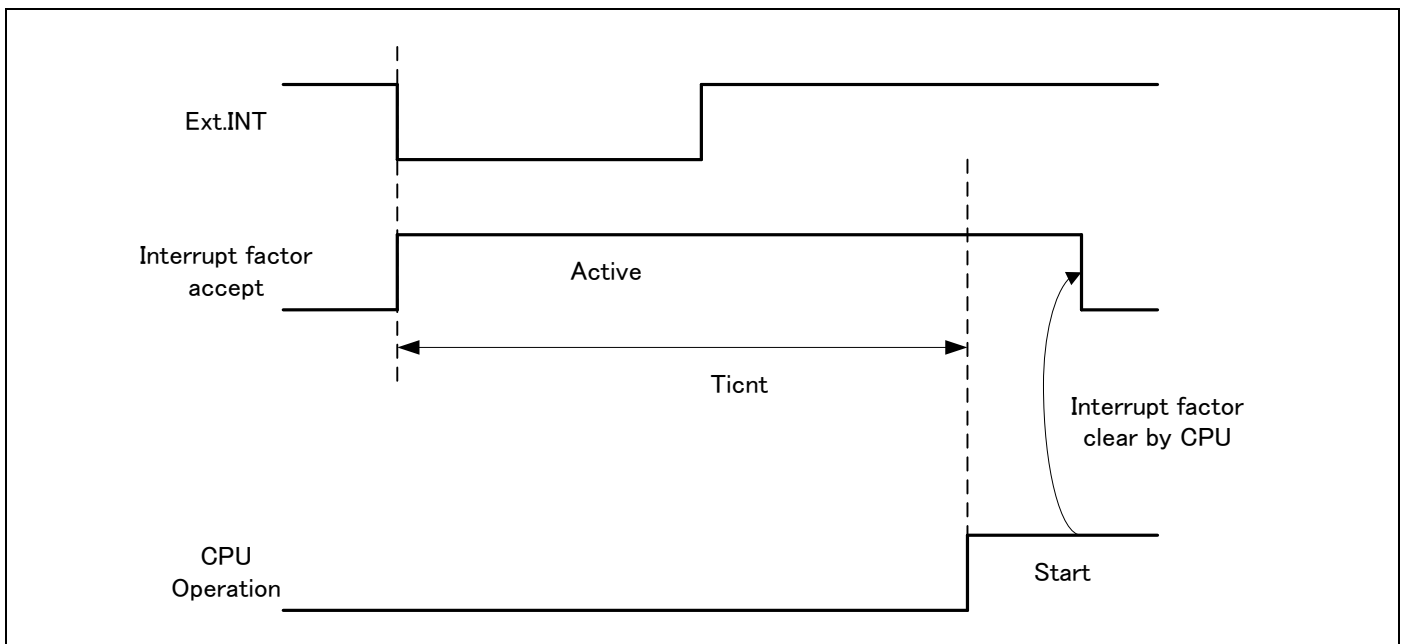 Ext.INT
Interrupt factor
accept
Active
Ticnt
Interrupt factor
clear by CPU
CPU
Operation
Start